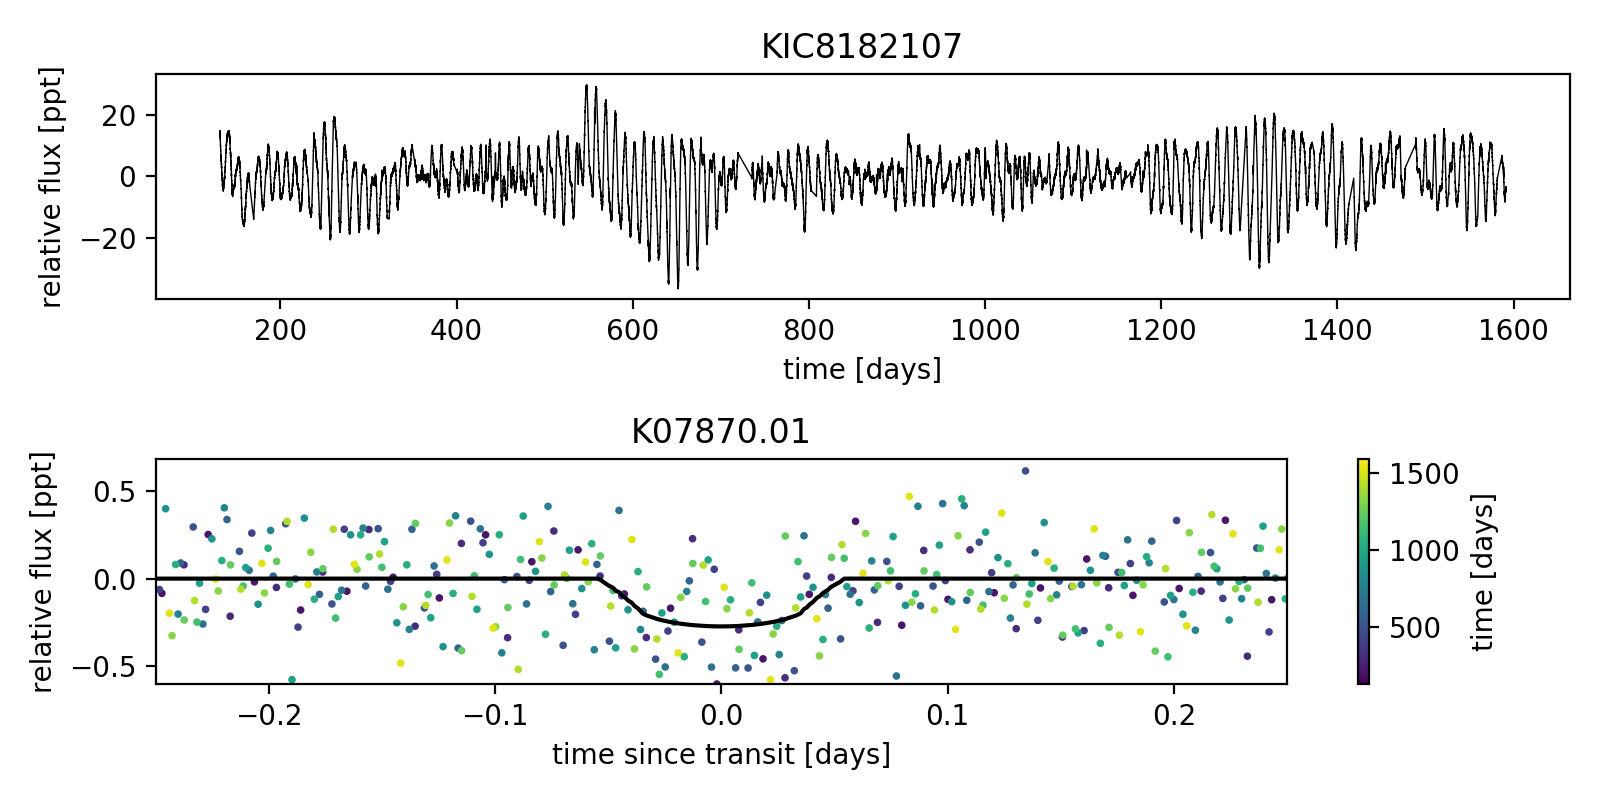 KIC8182107
relative flux [ppt]
20
0
−20
200 400 600 800 1000 1200 1400 1600
time [days]
K07870.01
relative flux [ppt]
0.5
0.0
−0.5
−0.2 −0.1 0.0 0.1 0.2
time since transit [days]
1500
1000
500
time [days]